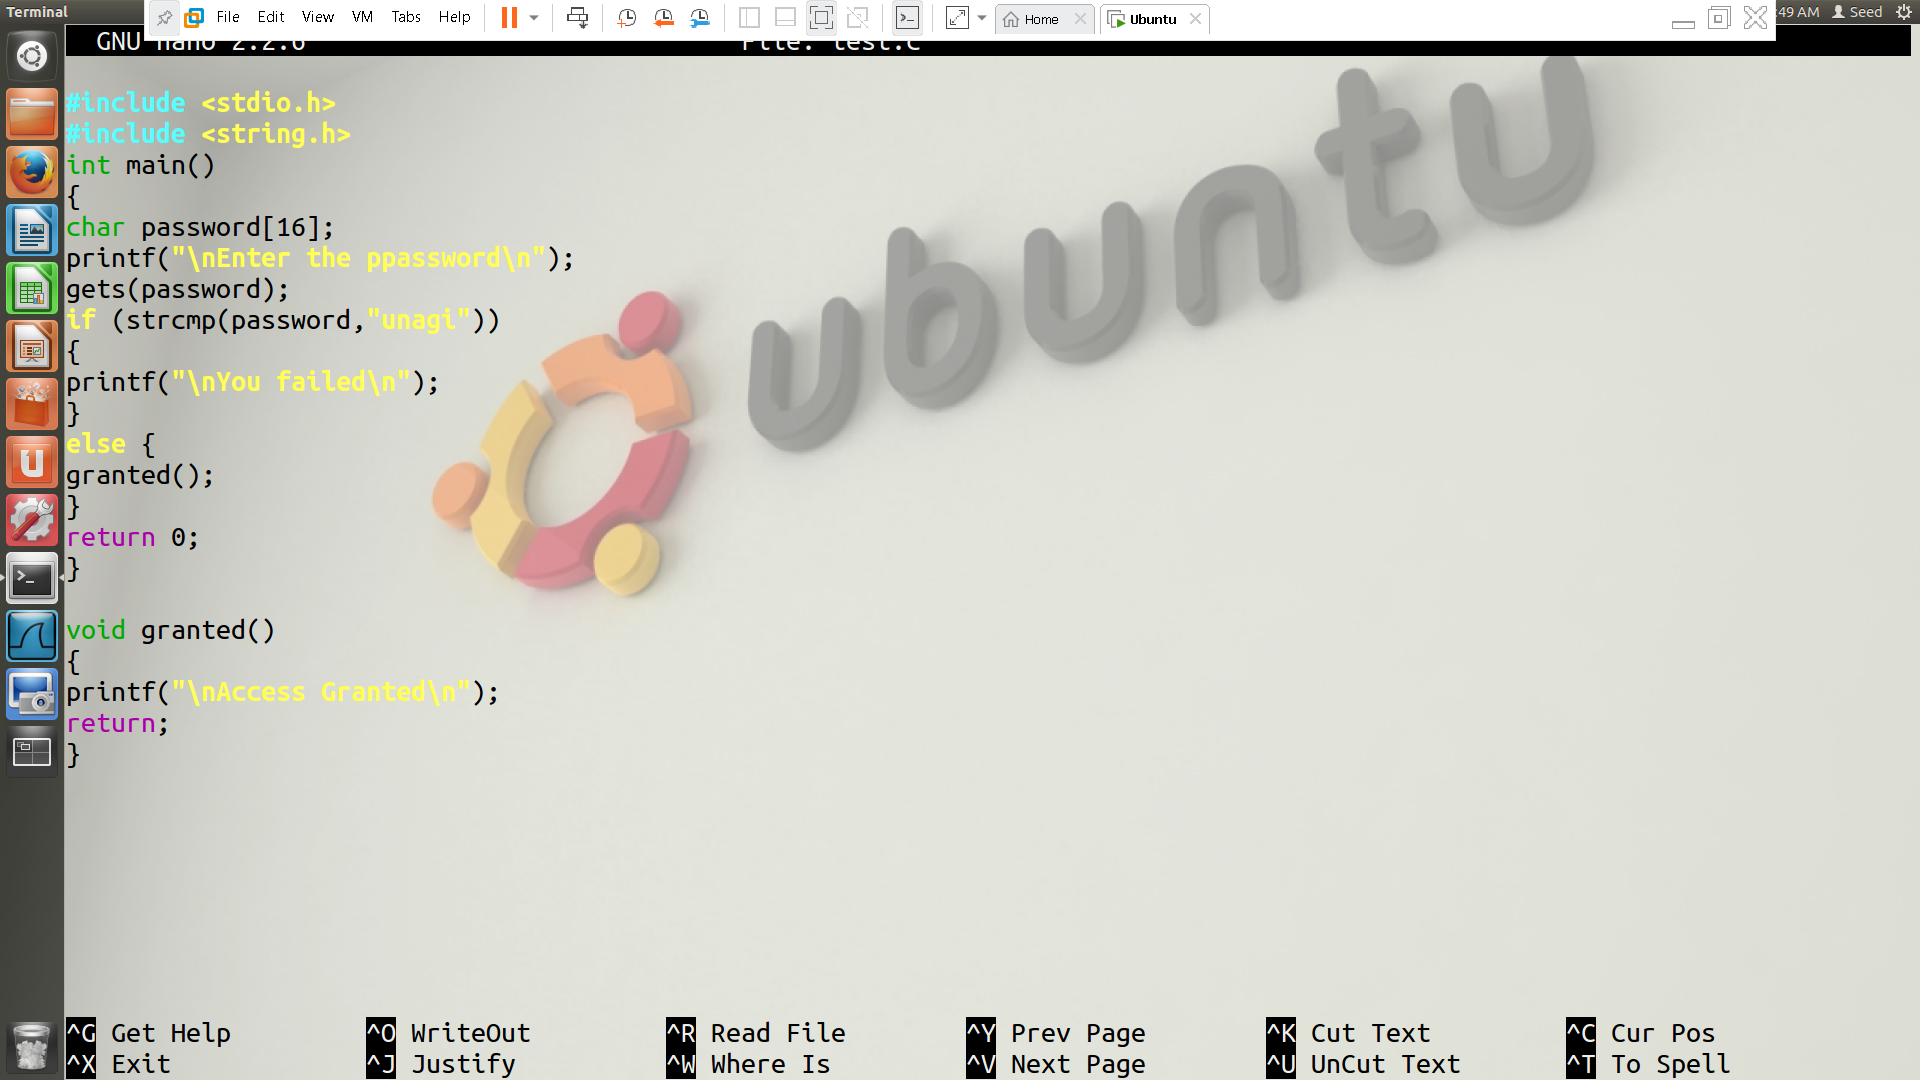 Terminal
File Edit View VM Tabs Help
Home
Ubuntu
:49 AM Seed
GNU nano 2.2.6 File: test.c
#include <stdio.h>
#include <string.h>
int main()
{
char password[16];
printf("\nEnter the ppassword\n");
gets(password);
if (strcmp(password,"unagi"))
{
printf("\nYou failed\n");
}
else {
granted();
}
return 0;
}
void granted()
{
printf("\nAccess Granted\n");
return;
}
ubuntu
^G Get Help ^O WriteOut ^R Read File ^Y Prev Page ^K Cut Text ^C Cur Pos
^X Exit ^J Justify ^W Where Is ^V Next Page ^U UnCut Text ^T To Spell